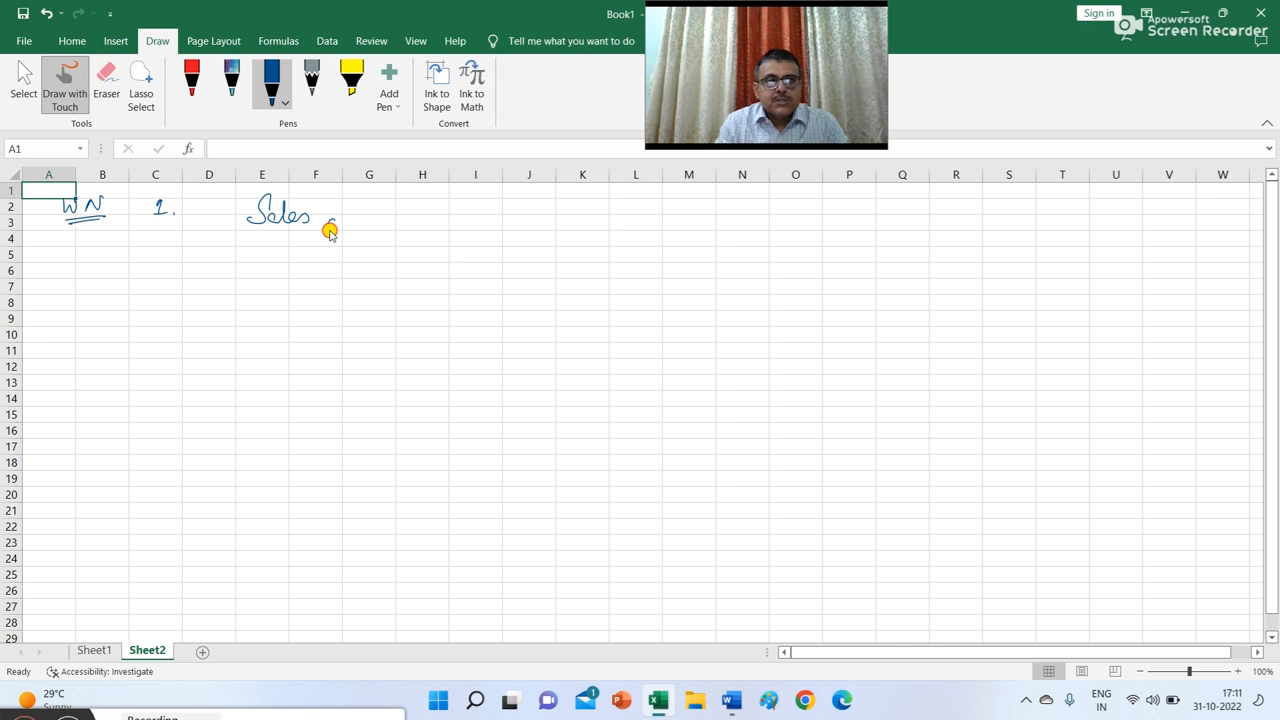 Book1 -
Sign in
Apowersoft
Screen Recorder
File Home Insert Draw Page Layout Formulas Data Review View Help Tell me what you want to do
Select
Draw with Touch
Eraser
Lasso Select
Add Pen
Ink to Shape
Ink to Math
Tools Pens Convert
A1 fx
A B C D E F G H I J K L M N O P Q R S T U V W
1
2
3
4
5
6
7
8
9
10
11
12
13
14
15
16
17
18
19
20
21
22
23
24
25
26
27
28
29
WN 1. Sales
Sheet1 Sheet2
Ready Accessibility: Investigate 100%
29°C
Sunny
Recording
1
ENG
IN
17:11
31-10-2022